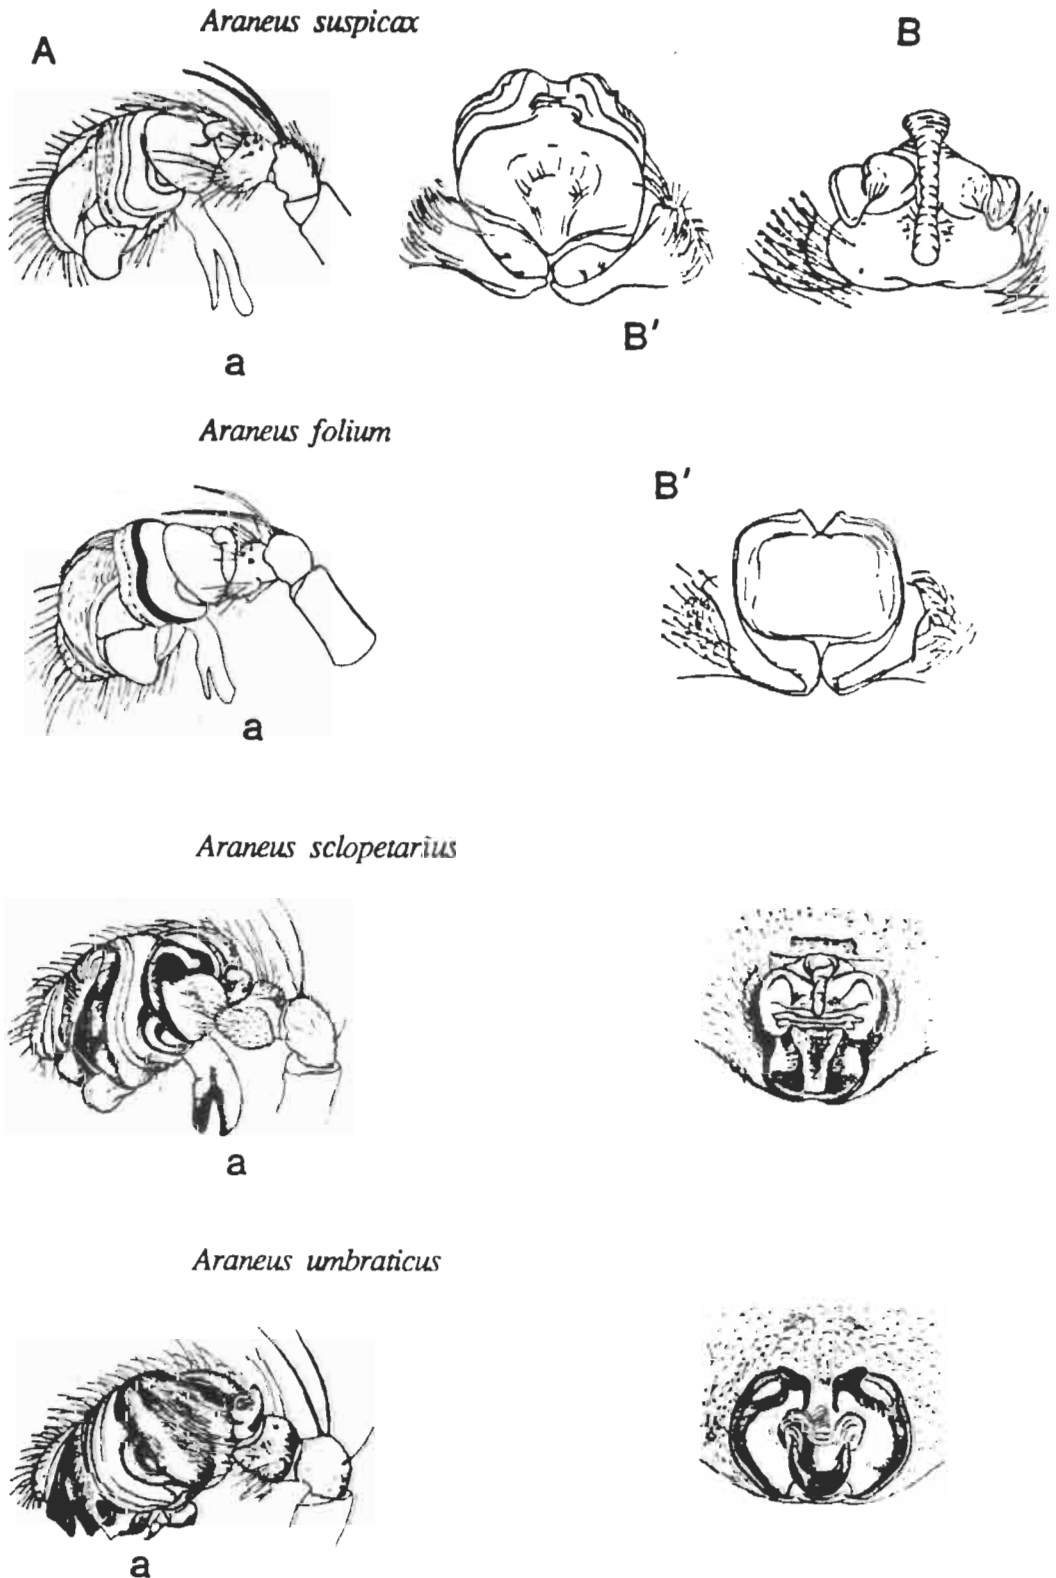 Araneus suspicax
A
B
B'
a
Araneus folium
B'
a
Araneus sclopetarius
a
Araneus umbraticus
a